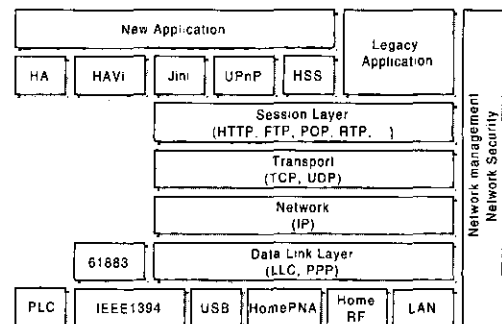 New Application
Legacy
Application
HA
HAVi
Jini
UPnP
HSS
Session Layer
(HTTP, FTP, POP, RTP, )
Transport
(TCP, UDP)
Network
(IP)
61883
Data Link Layer
(LLC, PPP)
PLC
IEEE1394
USB
HomePNA
Home
RF
LAN
Network management
Network Security